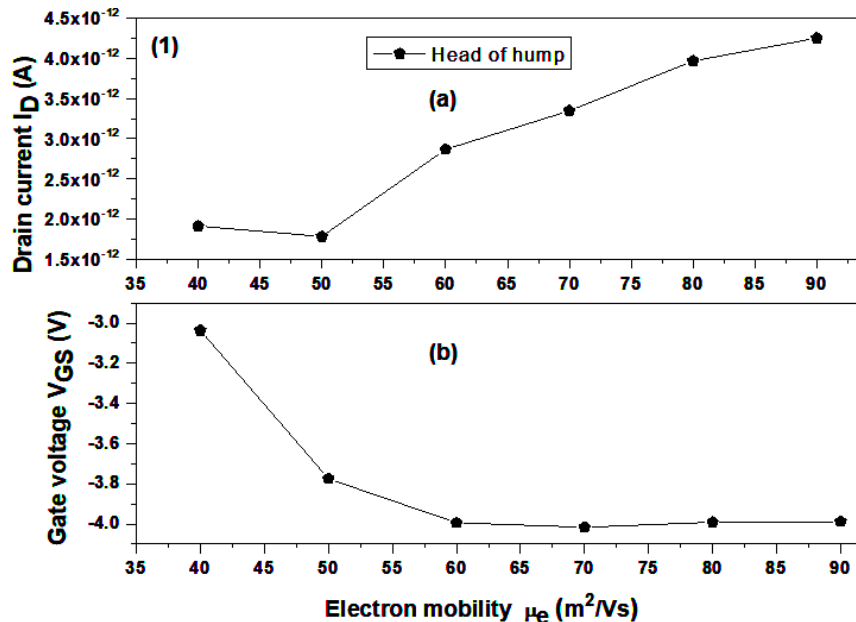 4.5x10⁻¹²
4.0x10⁻¹²
3.5x10⁻¹²
3.0x10⁻¹²
2.5x10⁻¹²
2.0x10⁻¹²
1.5x10⁻¹²
Drain current I_D (A)
(1)
Head of hump
(a)
35 40 45 50 55 60 65 70 75 80 85 90
-3.0
-3.2
-3.4
-3.6
-3.8
-4.0
Gate voltage V_GS (V)
(b)
35 40 45 50 55 60 65 70 75 80 85 90
Electron mobility μₑ (m²/Vs)